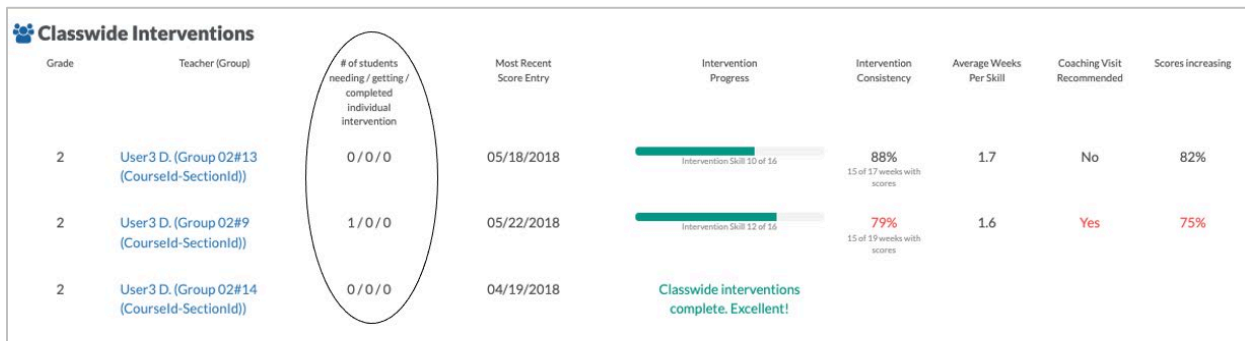 Classwide Interventions
Grade
Teacher (Group)
# of students
needing / getting /
completed
individual
intervention
Most Recent
Score Entry
Intervention
Progress
Intervention
Consistency
Average Weeks
Per Skill
Coaching Visit
Recommended
Scores increasing
2
User3 D. (Group 02#13
(CourseId-SectionId))
0 / 0 / 0
05/18/2018
Intervention Skill 10 of 16
88%
15 of 17 weeks with
scores
1.7
No
82%
2
User3 D. (Group 02#9
(CourseId-SectionId))
1 / 0 / 0
05/22/2018
Intervention Skill 12 of 16
79%
15 of 19 weeks with
scores
1.6
Yes
75%
2
User3 D. (Group 02#14
(CourseId-SectionId))
0 / 0 / 0
04/19/2018
Classwide interventions
complete. Excellent!